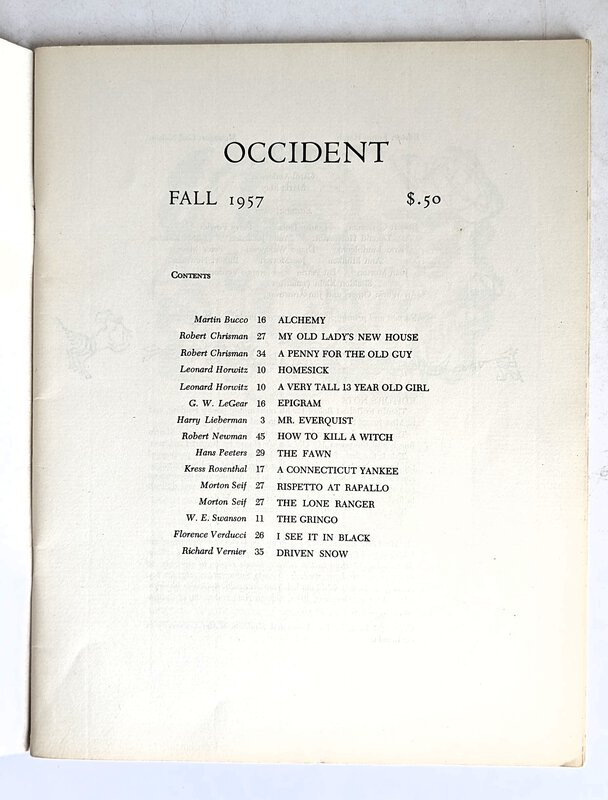 OCCIDENT
FALL 1957 $.50
Contents
Martin Bucco 16 ALCHEMY
Robert Chrisman 27 MY OLD LADY'S NEW HOUSE
Robert Chrisman 34 A PENNY FOR THE OLD GUY
Leonard Horwitz 10 HOMESICK
Leonard Horwitz 10 A VERY TALL 13 YEAR OLD GIRL
G. W. LeGear 16 EPIGRAM
Harry Lieberman 3 MR. EVERQUIST
Robert Newman 45 HOW TO KILL A WITCH
Hans Peeters 29 THE FAWN
Kress Rosenthal 17 A CONNECTICUT YANKEE
Morton Seif 27 RISPETTO AT RAPALLO
Morton Seif 27 THE LONE RANGER
W. E. Swanson 11 THE GRINGO
Florence Verducci 26 I SEE IT IN BLACK
Richard Vernier 35 DRIVEN SNOW